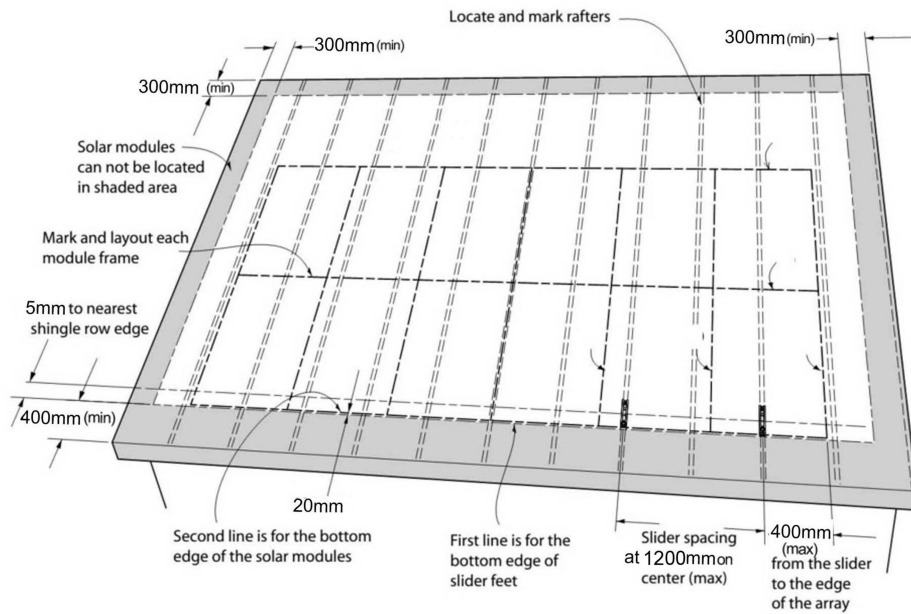 Locate and mark rafters
300mm (min)
300mm (min)
300mm (min)
Solar modules
can not be located
in shaded area
Mark and layout each
module frame
5mm to nearest
shingle row edge
400mm (min)
20mm
Second line is for the bottom
edge of the solar modules
First line is for the
bottom edge of
slider feet
Slider spacing
at 1200mm on
center (max)
400mm
(max)
from the slider
to the edge
of the array